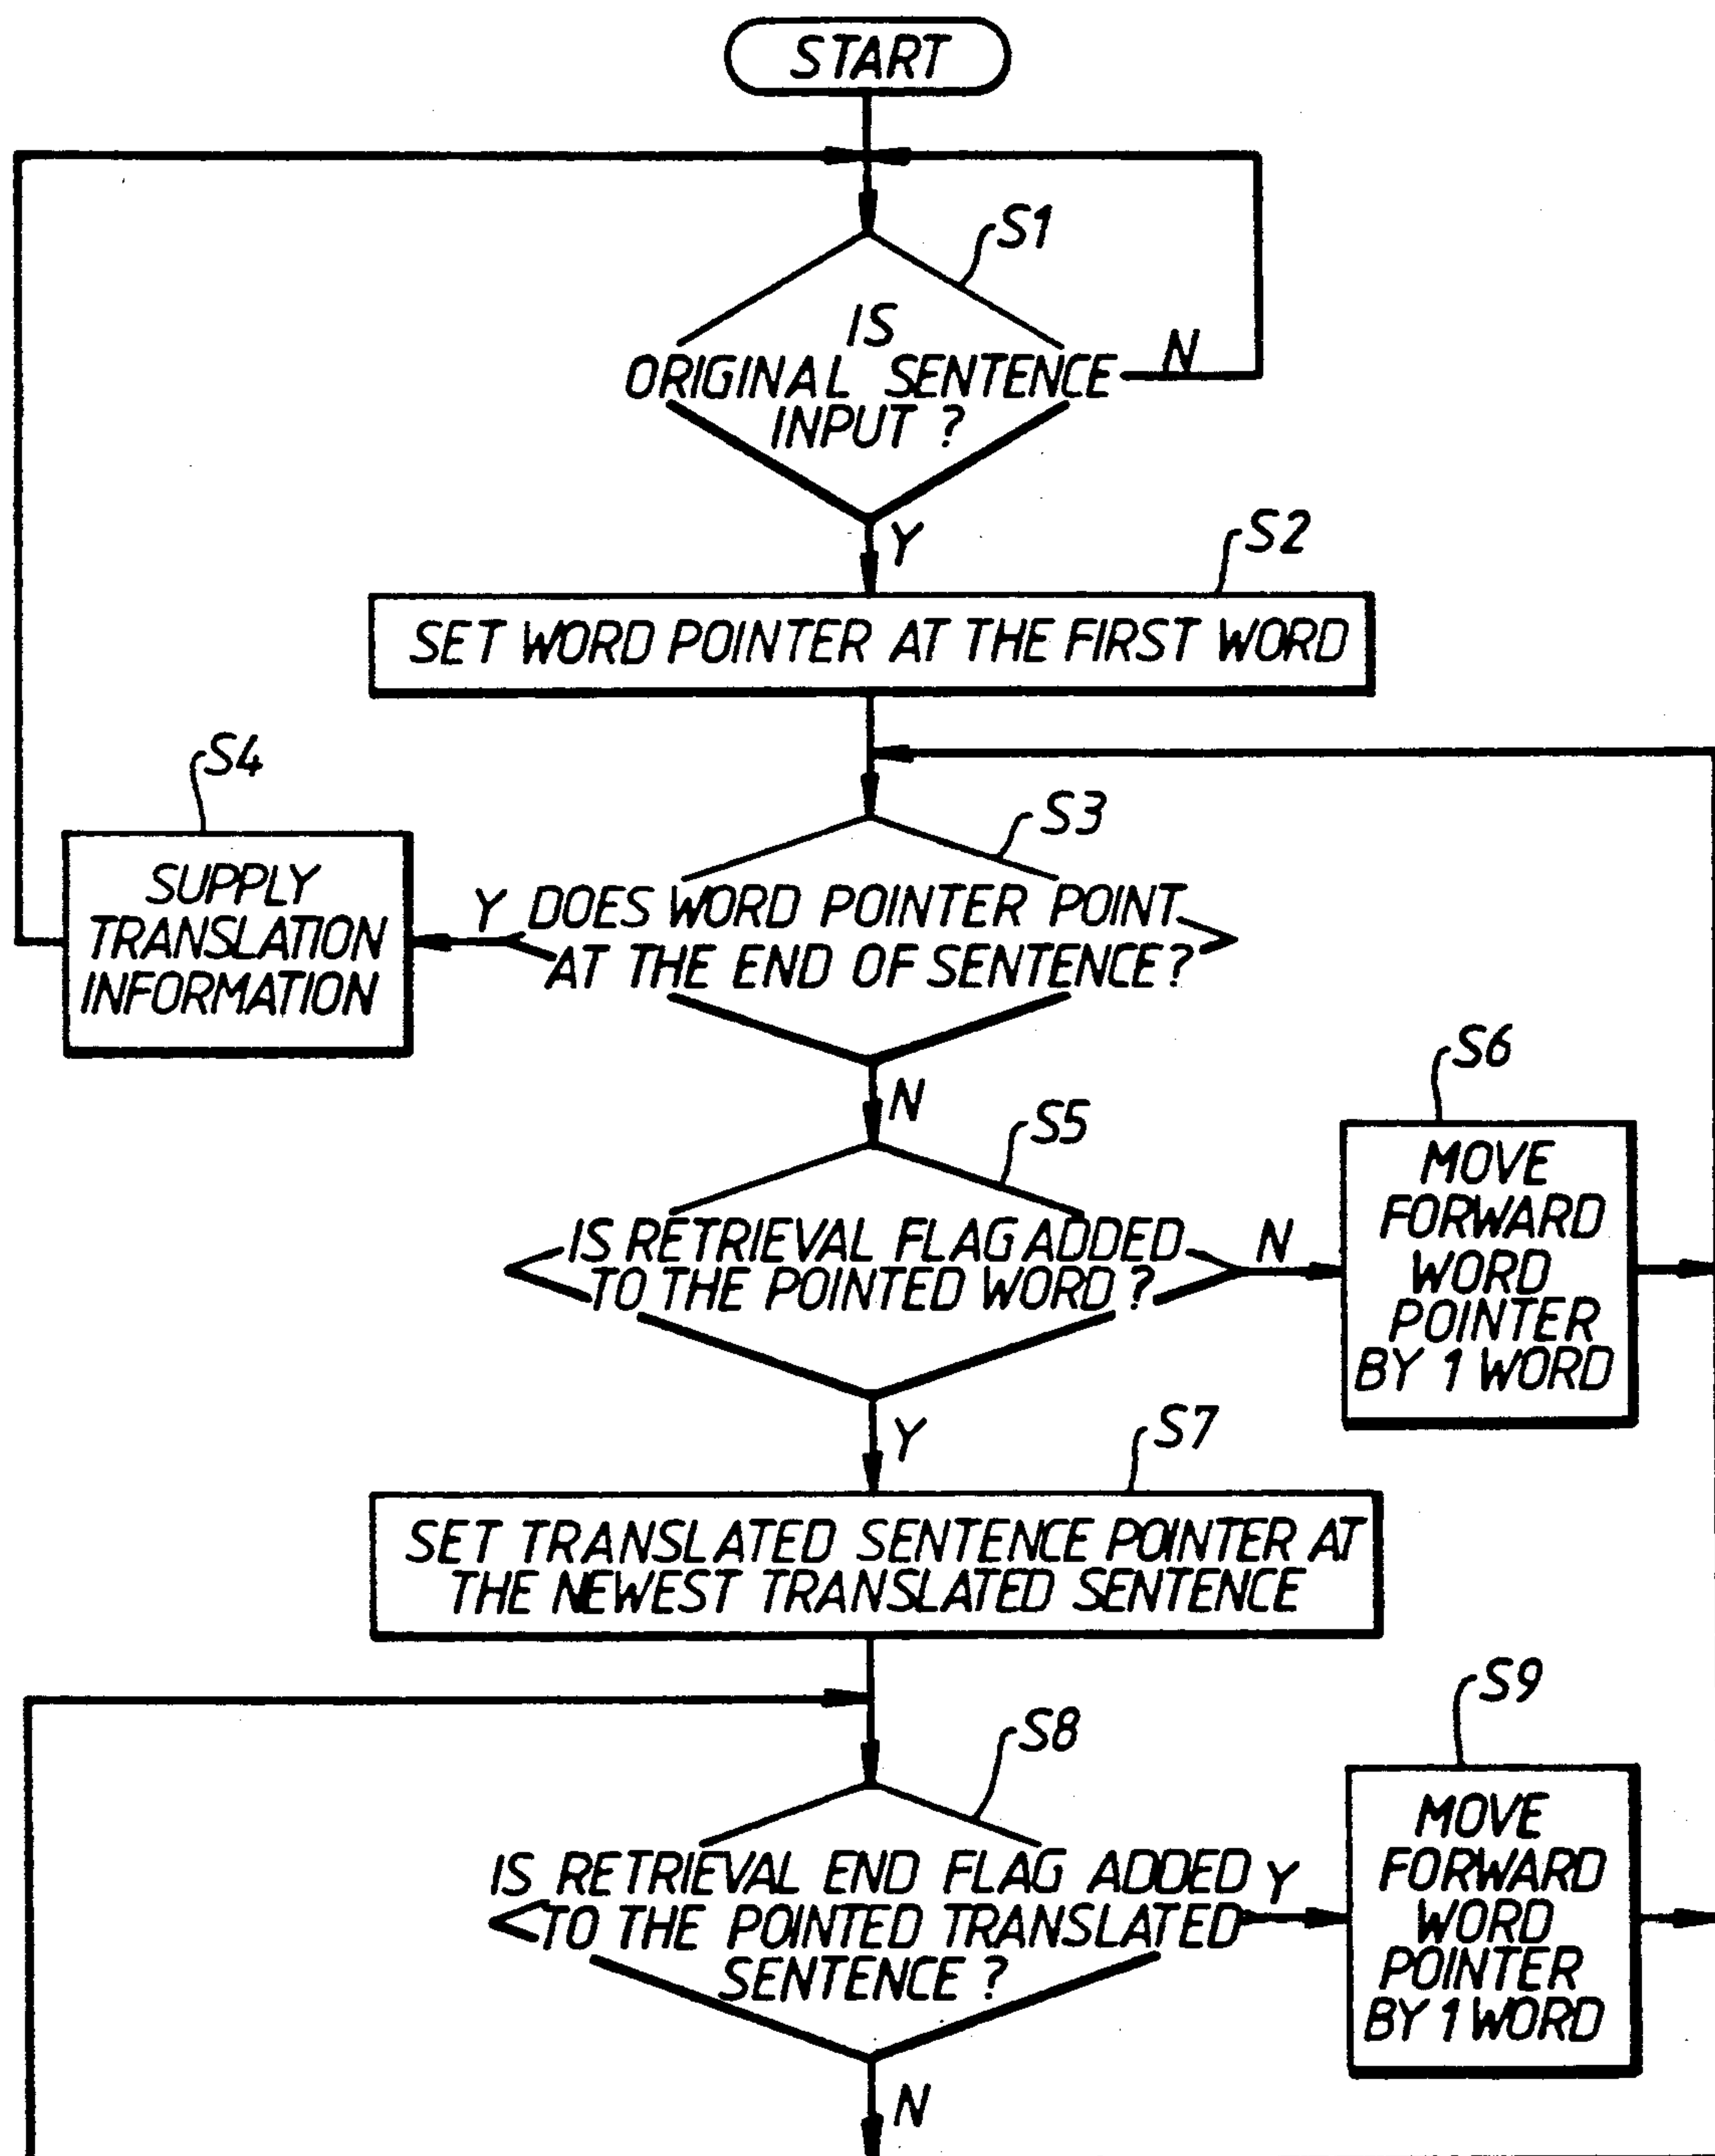 START
S1
IS
ORIGINAL SENTENCE
INPUT ?
N
Y
S2
SET WORD POINTER AT THE FIRST WORD
S4
SUPPLY
TRANSLATION
INFORMATION
S3
Y
DOES WORD POINTER POINT
AT THE END OF SENTENCE?
N
S5
IS RETRIEVAL FLAG ADDED
TO THE POINTED WORD ?
N
S6
MOVE
FORWARD
WORD
POINTER
BY 1 WORD
Y
S7
SET TRANSLATED SENTENCE POINTER AT
THE NEWEST TRANSLATED SENTENCE
S8
IS RETRIEVAL END FLAG ADDED
TO THE POINTED TRANSLATED
SENTENCE ?
Y
S9
MOVE
FORWARD
WORD
POINTER
BY 1 WORD
N